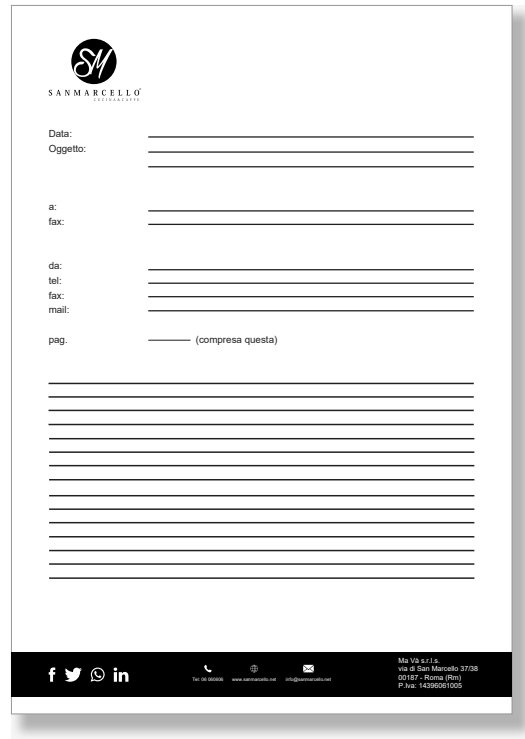 SM
SANMARCELLO
CUCINA&CAFFÈ
Data:
Oggetto:
a:
fax:
da:
tel:
fax:
mail:
pag. (compresa questa)
Tel: 06 080808 www.sanmarcello.net info@sanmarcello.net
Ma Và s.r.l.s.
via di San Marcello 37/38
00187 - Roma (Rm)
P.Iva: 14396061005